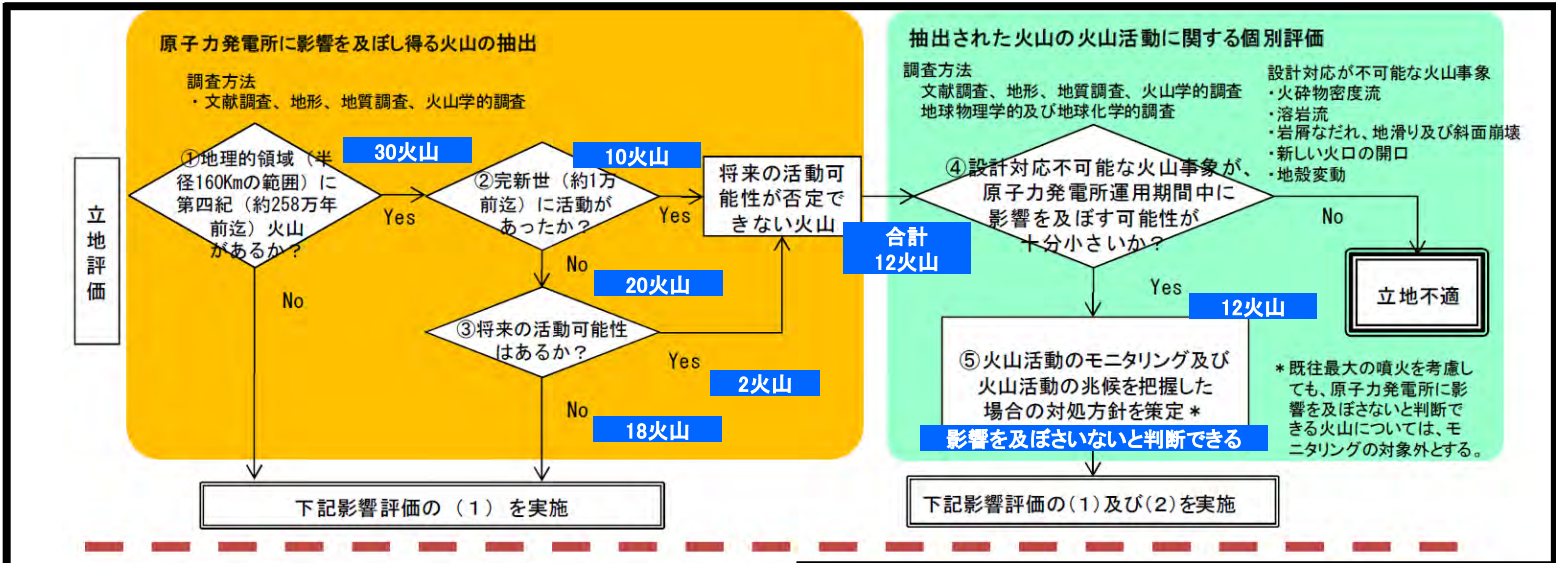 原子力発電所に影響を及ぼし得る火山の抽出
調査方法
・文献調査、地形、地質調査、火山学的調査
立地評価
①地理的領域(半
径160Kmの範囲)に
第四紀(約258万年
前迄)火山
があるか？
30火山
Yes
No
②完新世(約1万
前迄)に活動が
あったか？
10火山
Yes
No
20火山
③将来の活動可能性
はあるか？
Yes
2火山
No
18火山
将来の活動可
能性が否定で
きない火山
合計
12火山
下記影響評価の（1）を実施
抽出された火山の火山活動に関する個別評価
調査方法
文献調査、地形、地質調査、火山学的調査
地球物理学的及び地球化学的調査
設計対応が不可能な火山事象
・火砕物密度流
・溶岩流
・岩屑なだれ、地滑り及び斜面崩壊
・新しい火口の開口
・地殻変動
④設計対応不可能な火山事象が、
原子力発電所運用期間中に
影響を及ぼす可能性が
十分小さいか？
No
立地不適
Yes
12火山
⑤火山活動のモニタリング及び
火山活動の兆候を把握した
場合の対処方針を策定＊
影響を及ぼさいないと判断できる
＊既往最大の噴火を考慮し
ても、原子力発電所に影
響を及ぼさないと判断で
きる火山については、モ
ニタリングの対象外とする。
下記影響評価の(1)及び(2)を実施